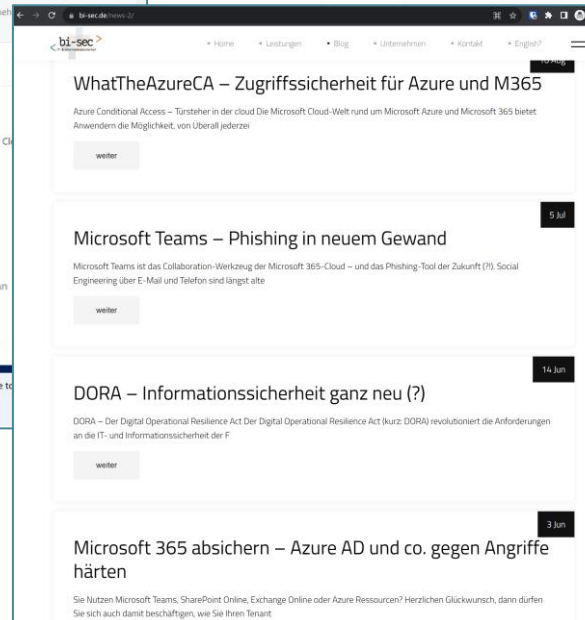 neh
bi-sec.de/news-2/
bi-sec
Home
Leistungen
Blog
Unternehmen
Kontakt
English?
Aug
WhatTheAzureCA – Zugriffssicherheit für Azure und M365
Azure Conditional Access – Türsteher in der cloud Die Microsoft Cloud-Welt rund um Microsoft Azure und Microsoft 365 bietet
Anwendern die Möglichkeit, von Überall jederzei
weiter
5 Jul
Microsoft Teams – Phishing in neuem Gewand
Microsoft Teams ist das Collaboration-Werkzeug der Microsoft 365-Cloud – und das Phishing-Tool der Zukunft (?!). Social
Engineering über E-Mail und Telefon sind längst alte
weiter
14 Jun
DORA – Informationssicherheit ganz neu (?)
DORA – Der Digital Operational Resilience Act Der Digital Operational Resilience Act (kurz: DORA) revolutioniert die Anforderungen
an die IT- und Informationssicherheit der F
weiter
3 Jun
Microsoft 365 absichern – Azure AD und co. gegen Angriffe
härten
Sie Nutzen Microsoft Teams, SharePoint Online, Exchange Online oder Azure Ressourcen? Herzlichen Glückwunsch, dann dürfen
Sie sich auch damit beschäftigen, wie Sie Ihren Tenant